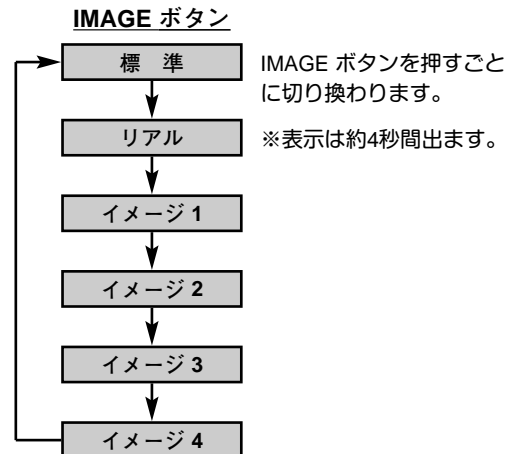 IMAGE ボタン
標　準
リアル
イメージ 1
イメージ 2
イメージ 3
イメージ 4
IMAGE ボタンを押すごと
に切り換わります。
※表示は約4秒間出ます。